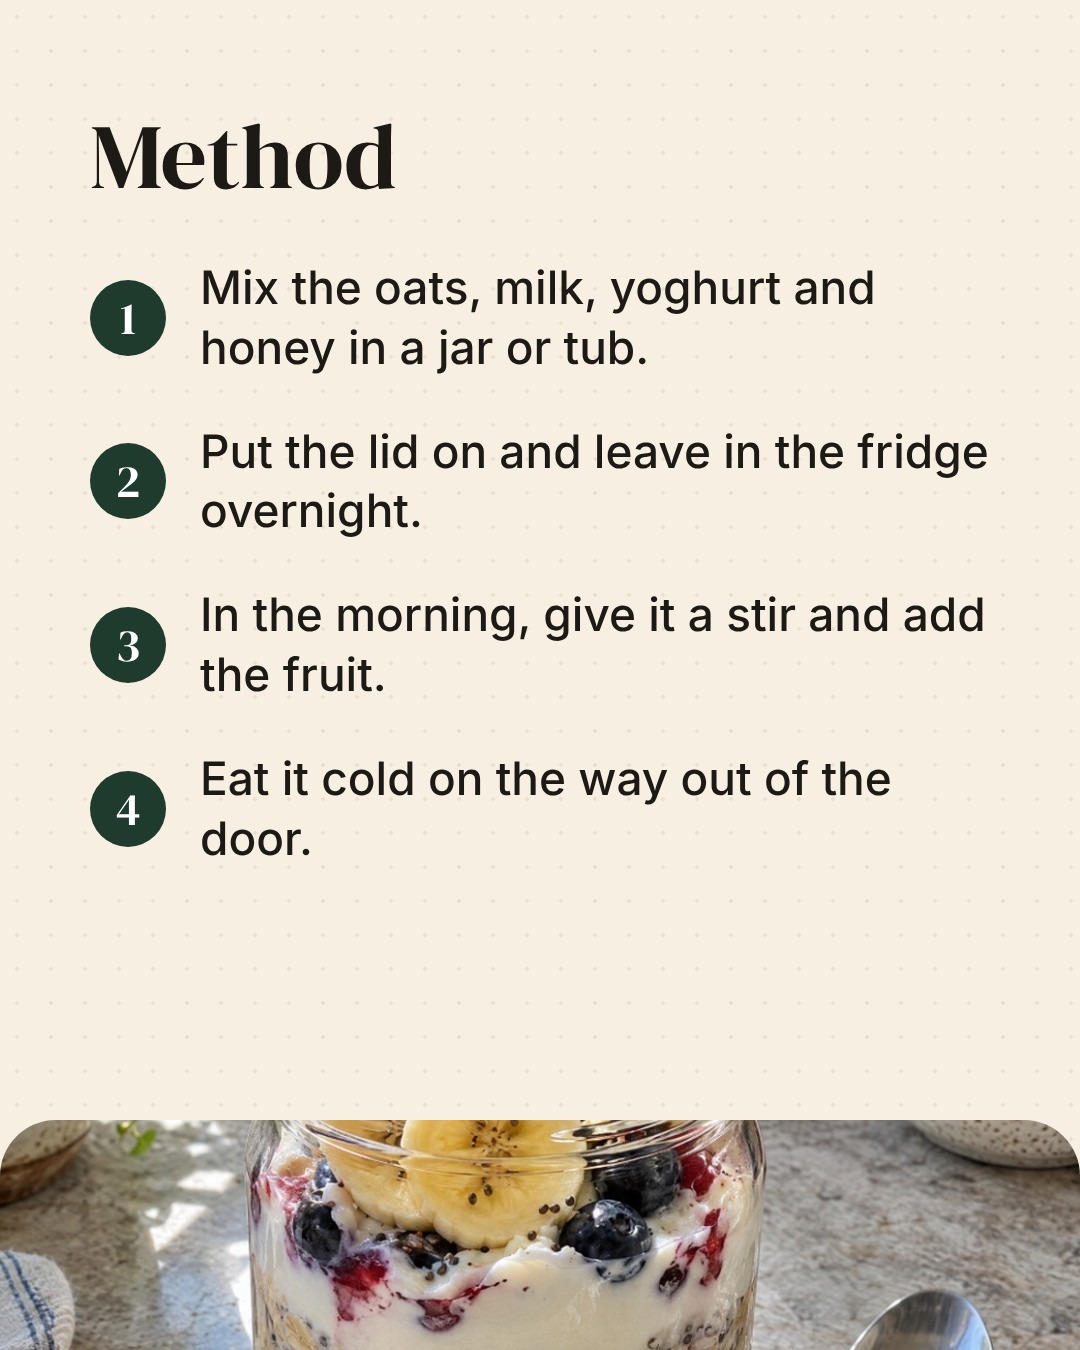 Method
1 Mix the oats, milk, yoghurt and
honey in a jar or tub.
2 Put the lid on and leave in the fridge
overnight.
3 In the morning, give it a stir and add
the fruit.
4 Eat it cold on the way out of the
door.